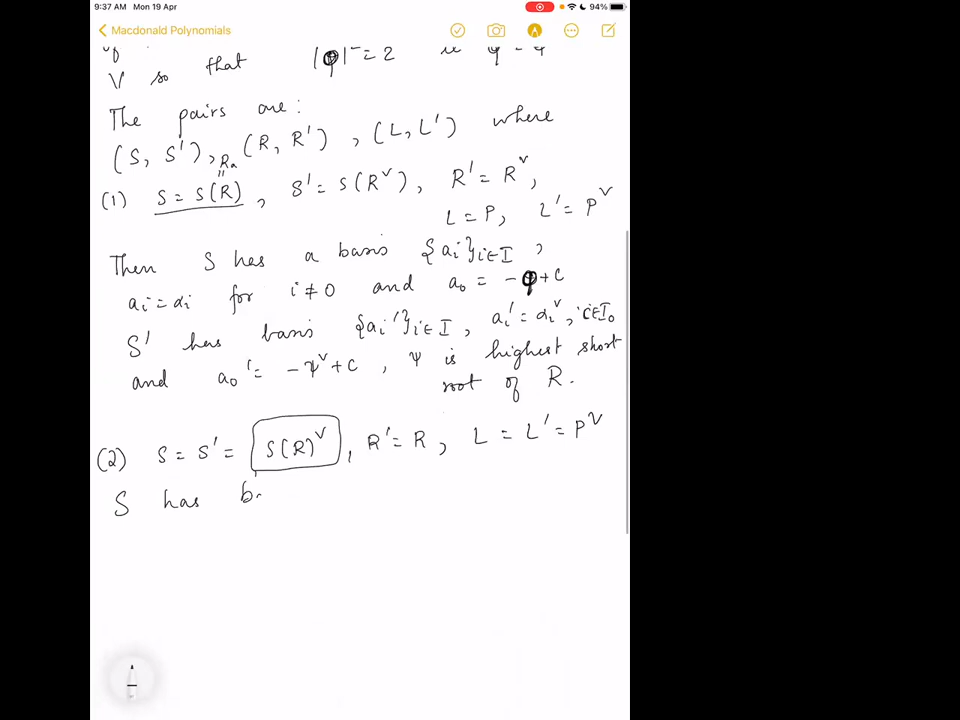 9:37 AM Mon 19 Apr 94%
Macdonald Polynomials
V so that |φ|² = 2 ie φ = φ
The pairs are:
(S, S'), (R, R'), (L, L') where
(1) S = S(R), S' = S(R^∨), R' = R^∨,
Ra
L = P, L' = P^∨
Then S has a basis {a_i}_{i∈I},
a_i = α_i for i ≠ 0 and a_0 = -φ + c
S' has basis {a_i'}_{i∈I}, a_i' = α_i^∨, i∈I_0
and a_0' = -ψ^∨ + c, ψ is highest short
root of R.
(2) S = S' = S(R)^∨, R' = R, L = L' = P^∨
S has b